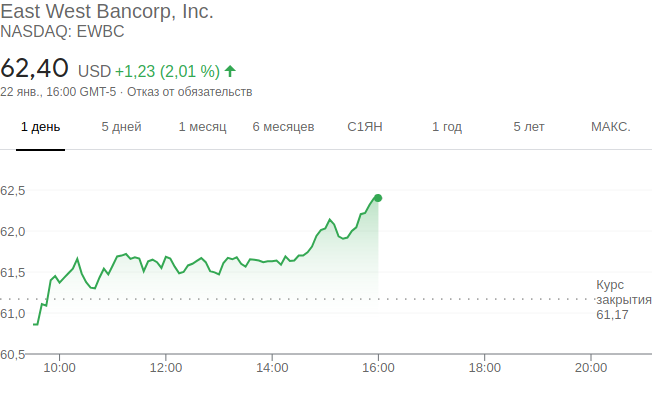 East West Bancorp, Inc.
NASDAQ: EWBC
62,40 USD +1,23 (2,01 %)
22 янв., 16:00 GMT-5 · Отказ от обязательств
1 день 5 дней 1 месяц 6 месяцев С1ЯН 1 год 5 лет МАКС.
62,5
62,0
61,5
Курс
закрытия
61,17
61,0
60,5
10:00 12:00 14:00 16:00 18:00 20:00